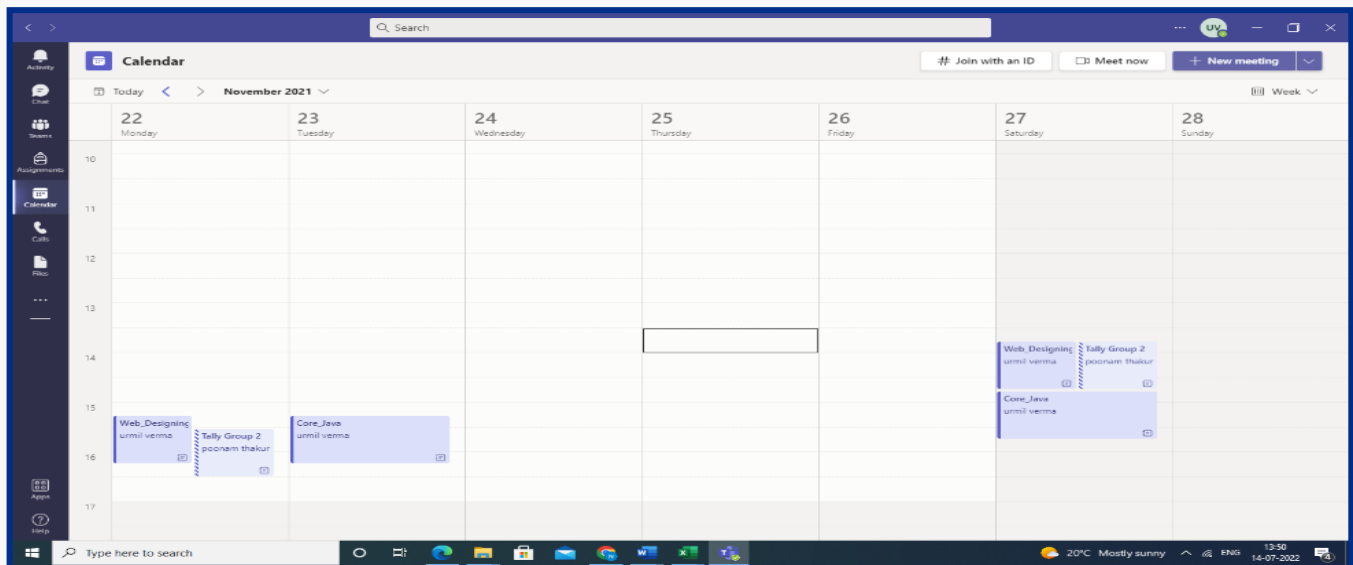 Search
UV
Activity
Chat
Teams
Assignments
Calendar
Calls
Files
Apps
Help
Calendar
# Join with an ID
Meet now
+ New meeting
Today
November 2021
Week
22
Monday
23
Tuesday
24
Wednesday
25
Thursday
26
Friday
27
Saturday
28
Sunday
10
11
12
13
14
15
16
17
Web_Designing
urmil verma
Tally Group 2
poonam thakur
Core_Java
urmil verma
Web_Designing
urmil verma
Tally Group 2
poonam thakur
Core_Java
urmil verma
Type here to search
20°C Mostly sunny
ENG
13:50
14-07-2022
4